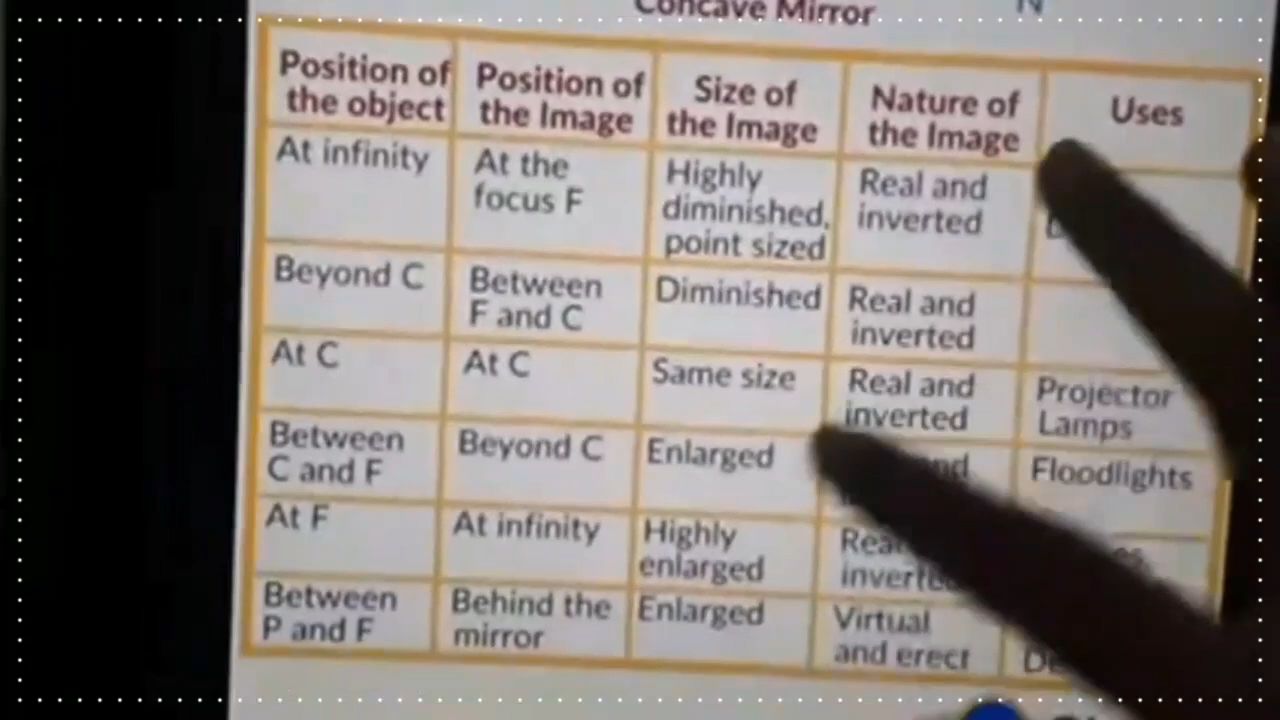 Concave Mirror
N
Position of
the object
Position of
the Image
Size of
the Image
Nature of
the Image
Uses
At infinity
At the
focus F
Highly
diminished,
point sized
Real and
inverted
Beyond C
Between
F and C
Diminished
Real and
inverted
At C
At C
Same size
Real and
inverted
Projector
Lamps
Between
C and F
Beyond C
Enlarged
Floodlights
At F
At infinity
Highly
enlarged
Between
P and F
Behind the
mirror
Enlarged
Virtual
and erect